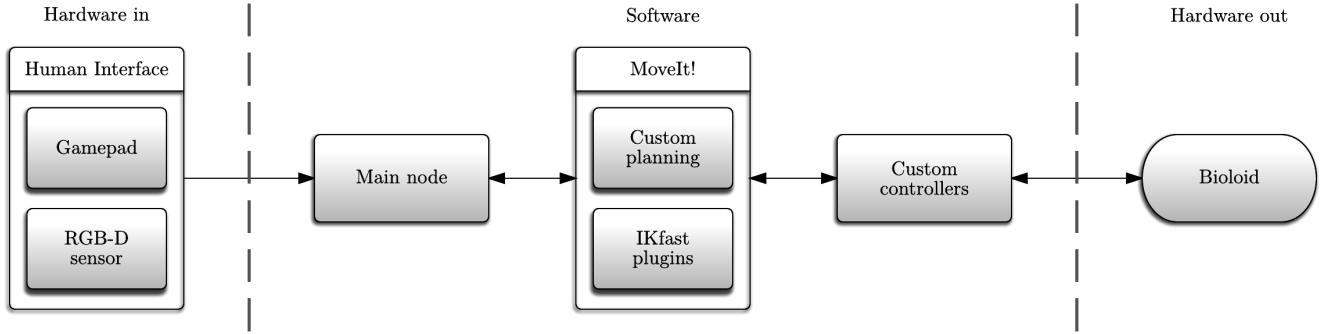 Hardware in
Software
Hardware out
Human Interface
Gamepad
RGB-D
sensor
Main node
MoveIt!
Custom
planning
IKfast
plugins
Custom
controllers
Bioloid